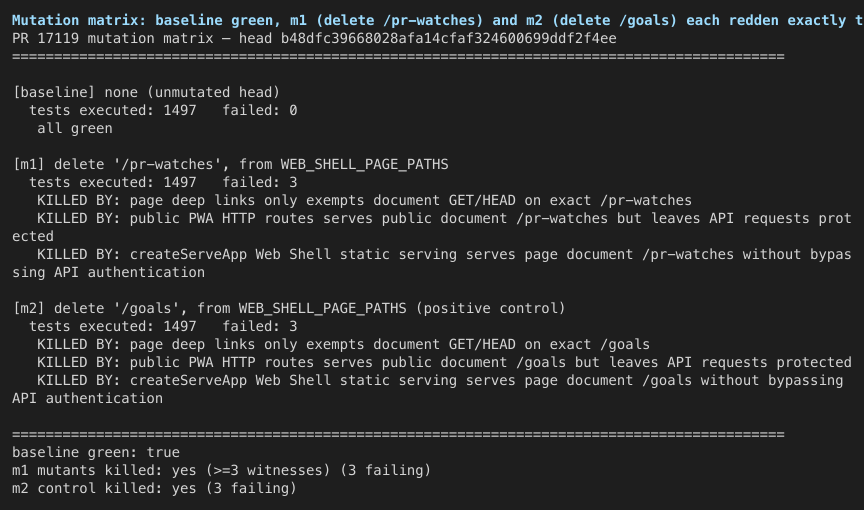 Mutation matrix: baseline green, m1 (delete /pr-watches) and m2 (delete /goals) each redden exactly t
PR 17119 mutation matrix — head b48dfc39668028afa14cfaf324600699ddf2f4ee
================================================================================================
[baseline] none (unmutated head)
tests executed: 1497 failed: 0
all green
[m1] delete '/pr-watches', from WEB_SHELL_PAGE_PATHS
tests executed: 1497 failed: 3
KILLED BY: page deep links only exempts document GET/HEAD on exact /pr-watches
KILLED BY: public PWA HTTP routes serves public document /pr-watches but leaves API requests prot
ected
KILLED BY: createServeApp Web Shell static serving serves page document /pr-watches without bypas
sing API authentication
[m2] delete '/goals', from WEB_SHELL_PAGE_PATHS (positive control)
tests executed: 1497 failed: 3
KILLED BY: page deep links only exempts document GET/HEAD on exact /goals
KILLED BY: public PWA HTTP routes serves public document /goals but leaves API requests protected
KILLED BY: createServeApp Web Shell static serving serves page document /goals without bypassing
API authentication
================================================================================================
baseline green: true
m1 mutants killed: yes (>=3 witnesses) (3 failing)
m2 control killed: yes (3 failing)